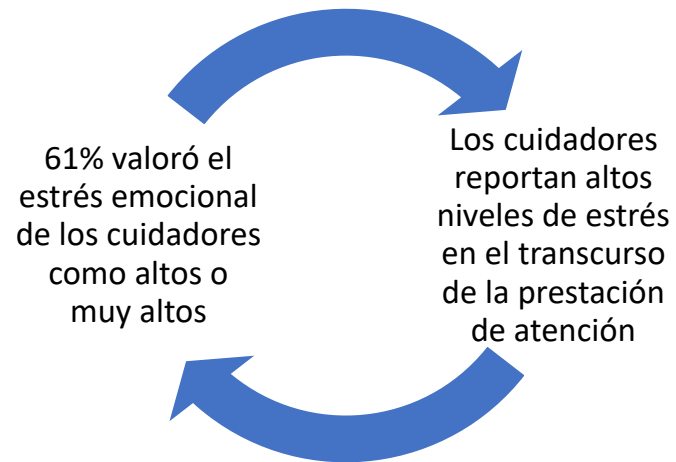 61% valoró el
estrés emocional
de los cuidadores
como altos o
muy altos
Los cuidadores
reportan altos
niveles de estrés
en el transcurso
de la prestación
de atención